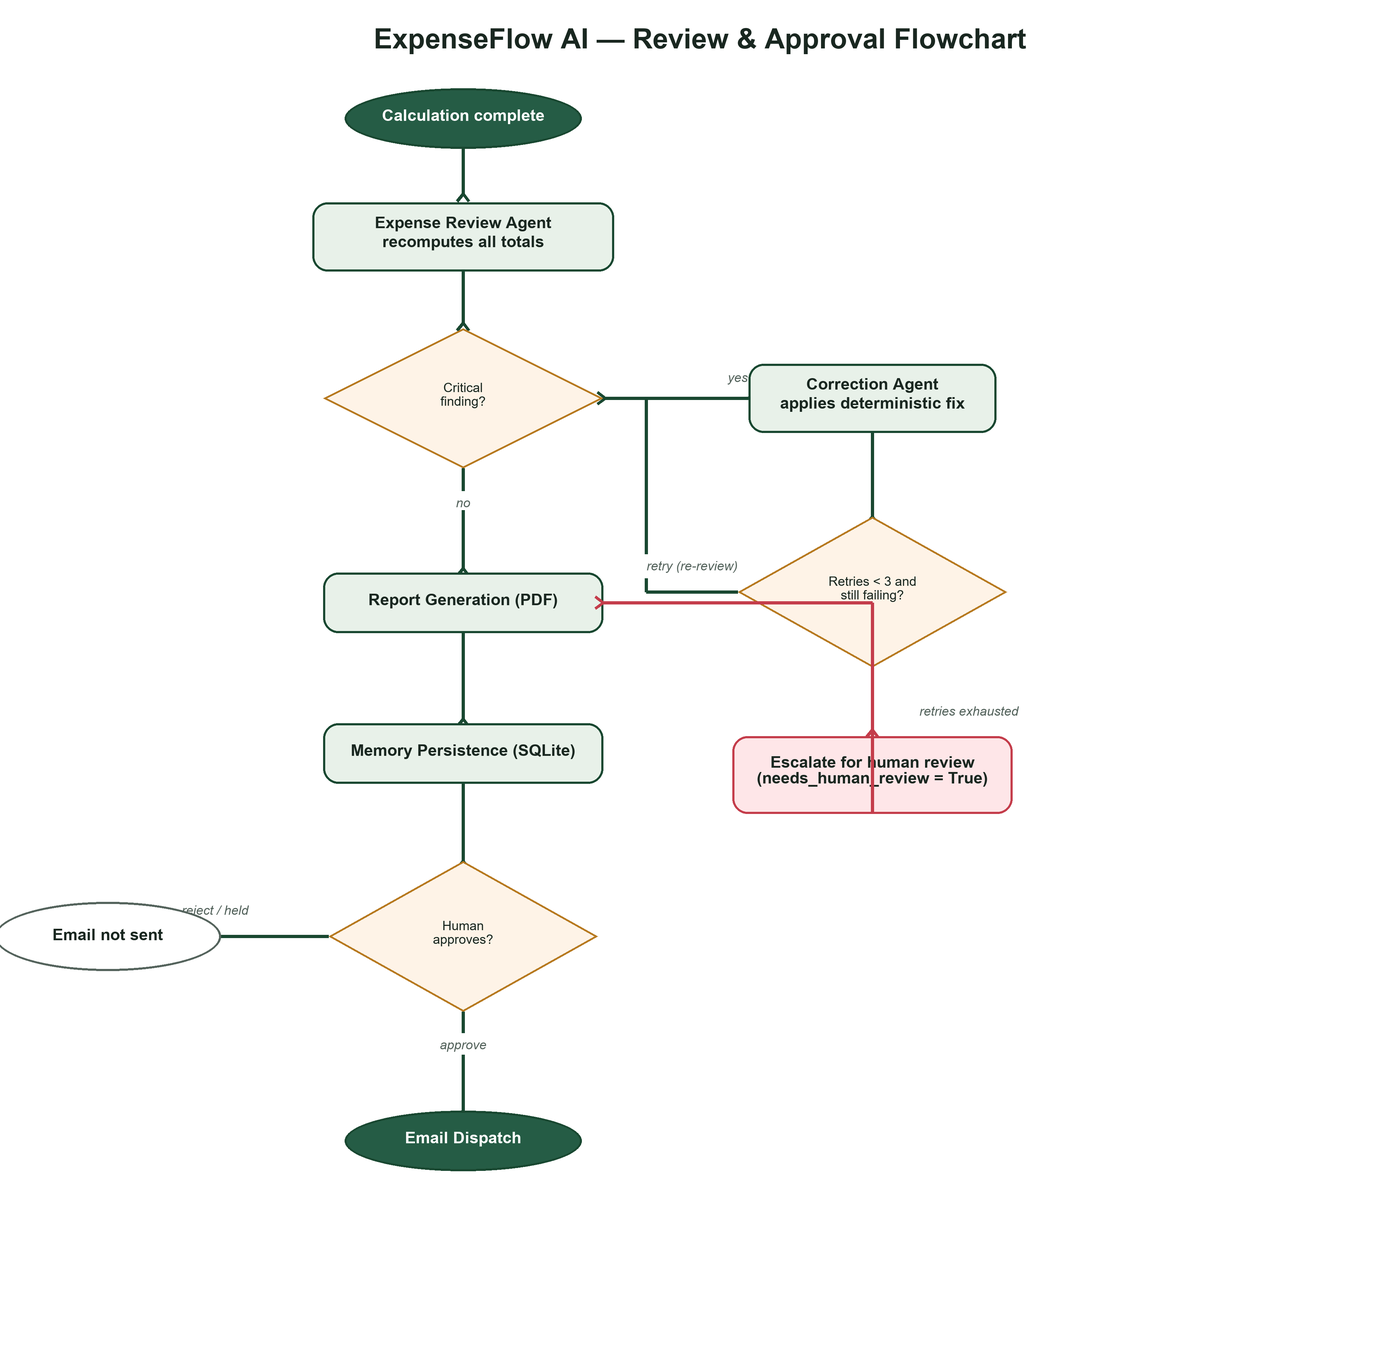 ExpenseFlow AI — Review & Approval Flowchart
Calculation complete
Expense Review Agent
recomputes all totals
Critical
finding?
yes
Correction Agent
applies deterministic fix
no
retry (re-review)
Retries < 3 and
still failing?
Report Generation (PDF)
retries exhausted
Memory Persistence (SQLite)
Escalate for human review
(needs_human_review = True)
reject / held
Email not sent
Human
approves?
approve
Email Dispatch